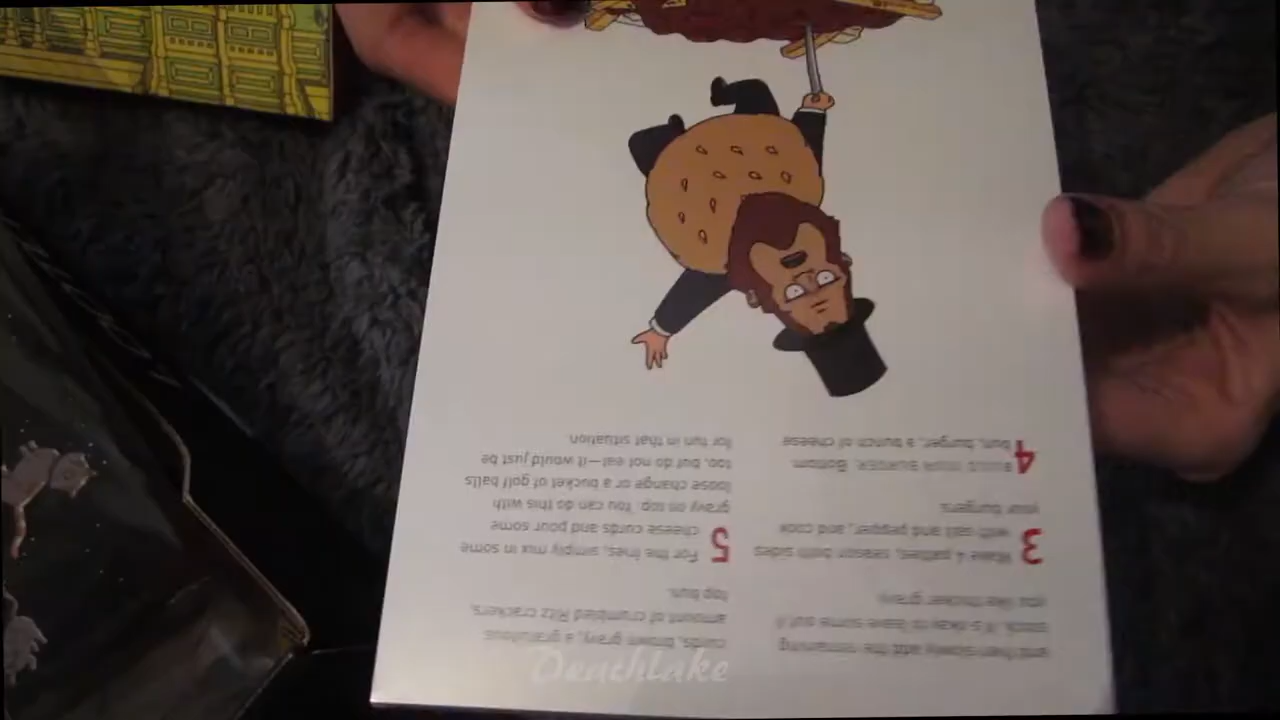 and then slowly add the remaining
stock. It's okay to leave some out if
you like thicker gravy.
3 Make 4 patties, season both sides
with salt and pepper, and cook
your burgers.
4 BUILD YOUR BURGER: Bottom
bun, burger, a bunch of cheese
curds, brown gravy, a gratuitous
amount of crumbled Ritz crackers,
top bun.
5 For the fries, simply mix in some
cheese curds and pour some
gravy on top. You can do this with
loose change or a bucket of golf balls
too, but do not eat—it would just be
for fun in that situation.
Deathlake